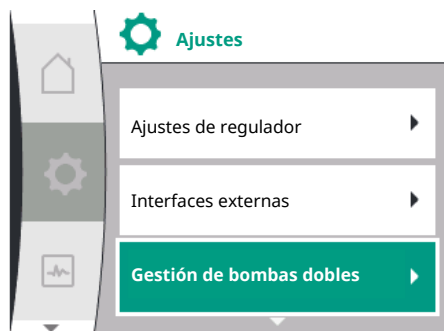 Ajustes
Ajustes de regulador
Interfaces externas
Gestión de bombas dobles